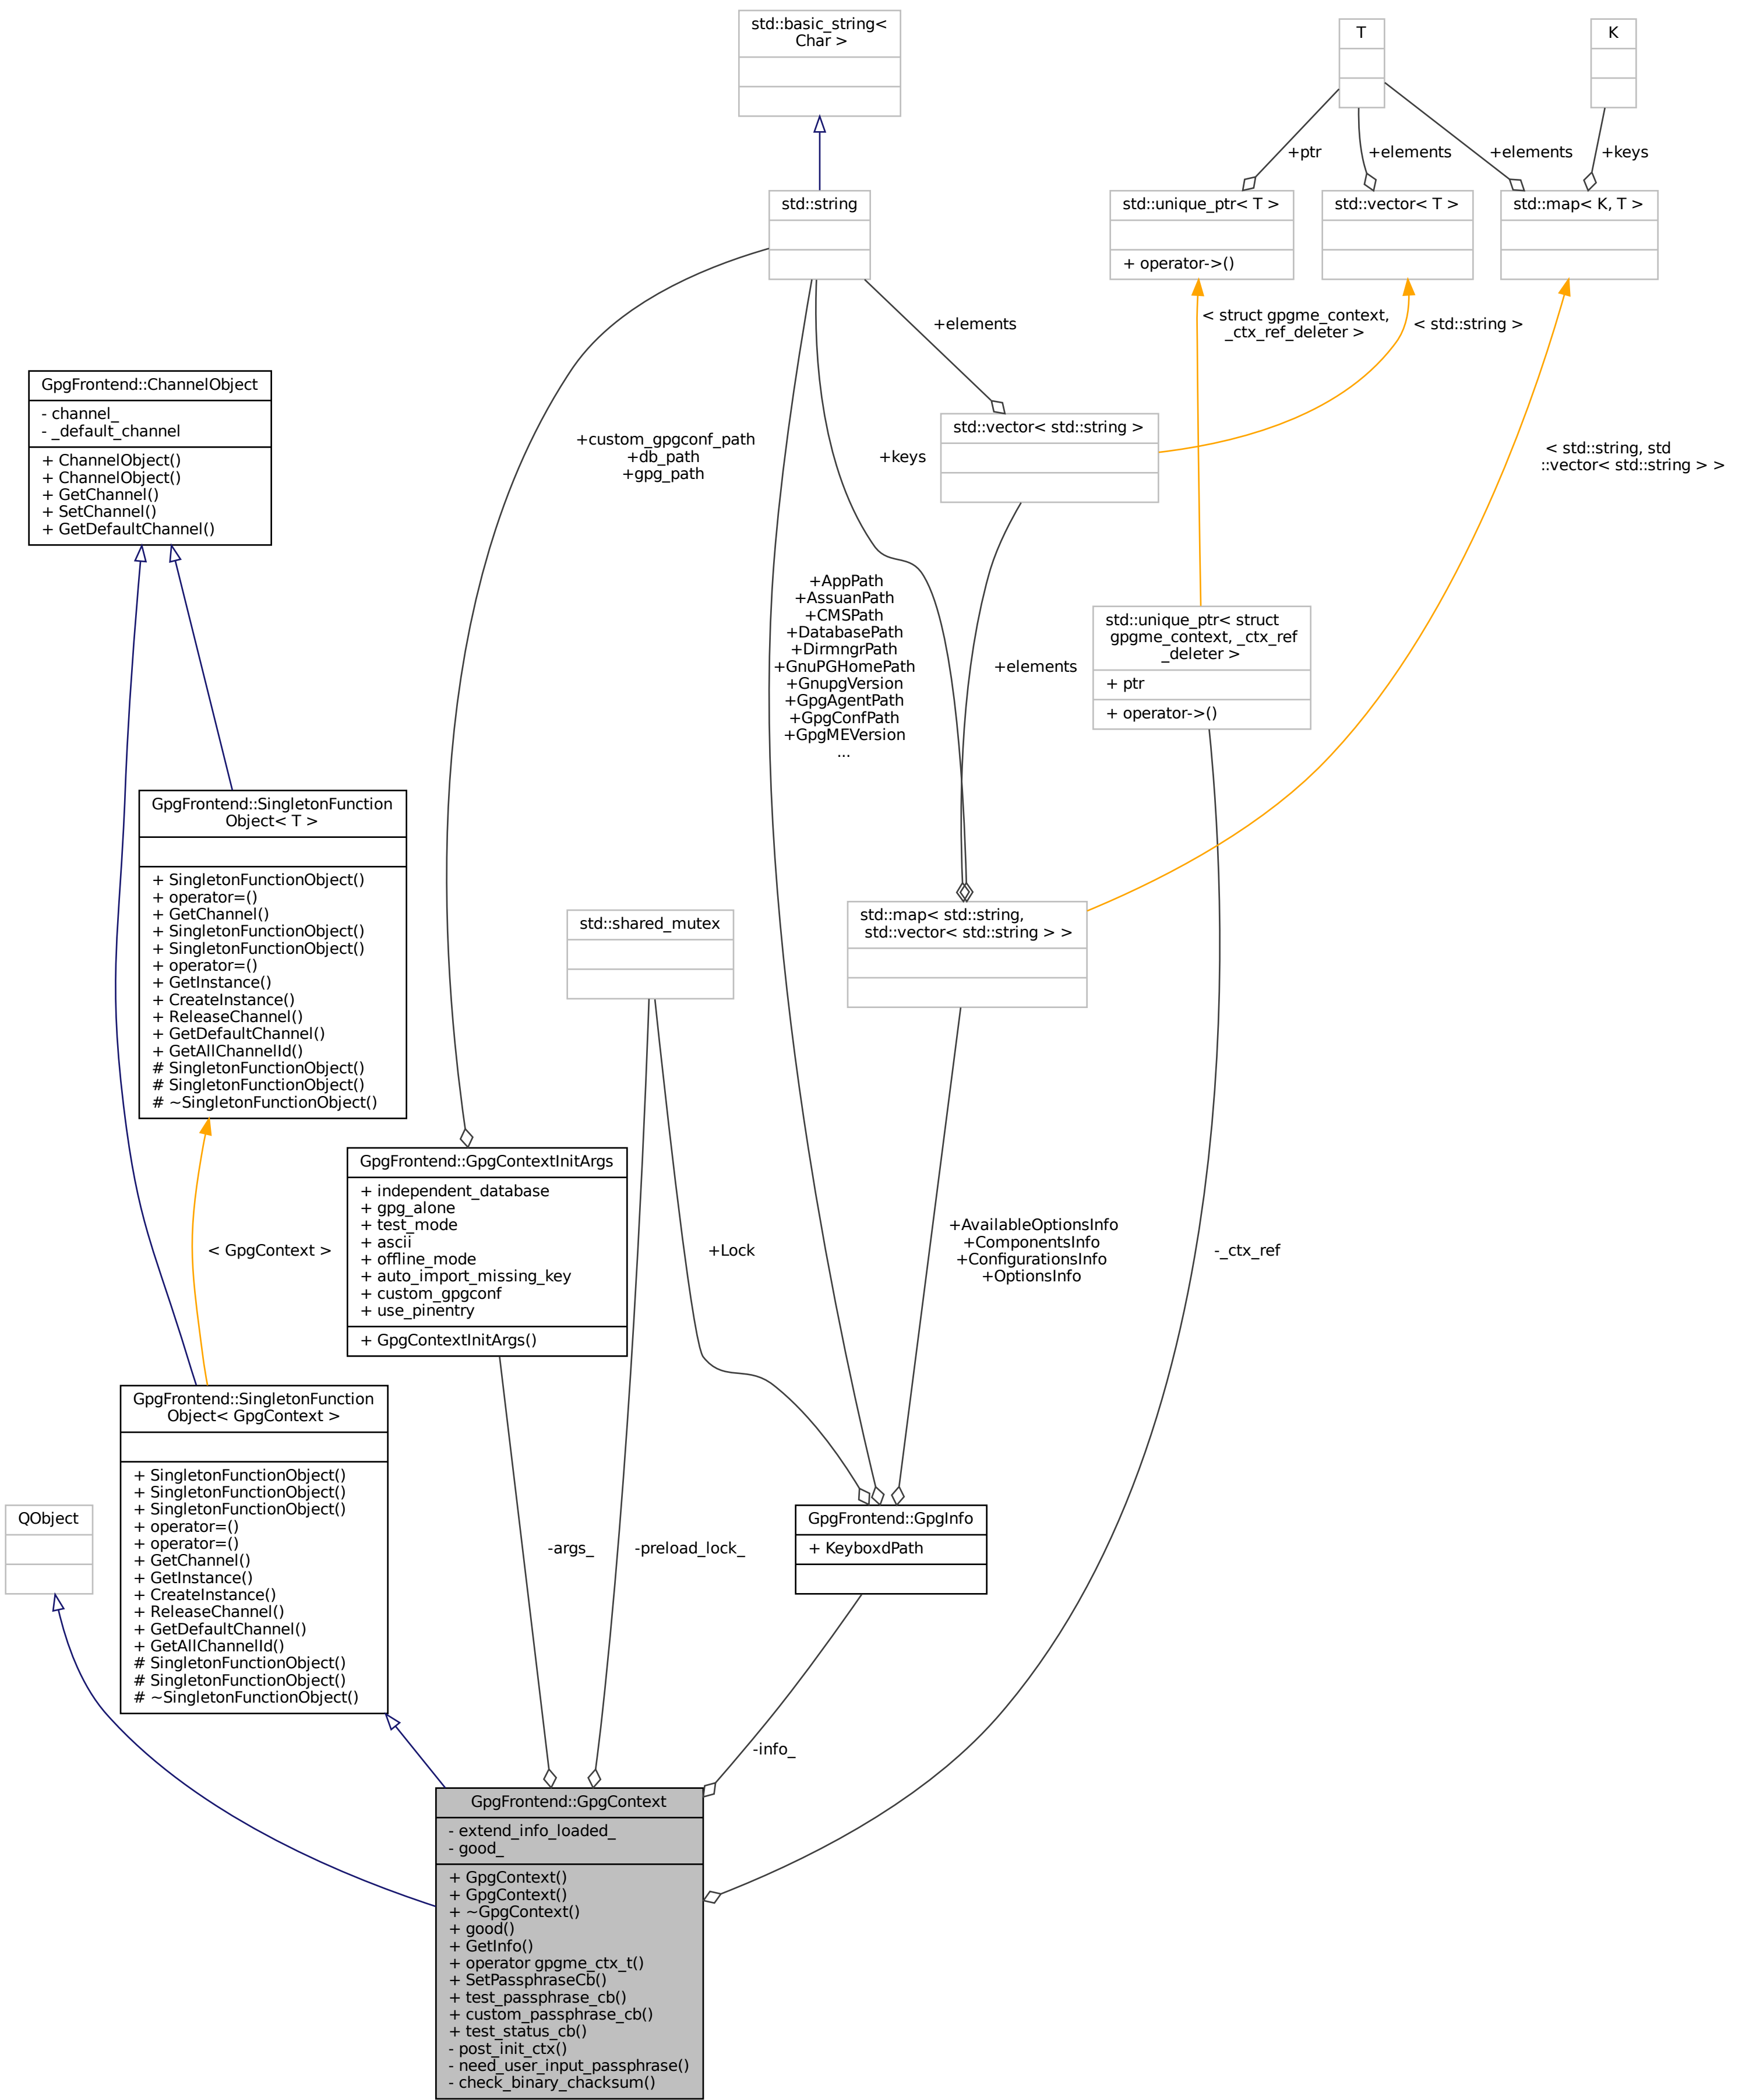 std::basic_string<
Char >
T
K
+ptr
+elements
+elements
+keys
std::string
std::unique_ptr< T >
+ operator->()
std::vector< T >
std::map< K, T >
+elements
< struct gpgme_context,
_ctx_ref_deleter >
< std::string >
GpgFrontend::ChannelObject
- channel_
- _default_channel
+ ChannelObject()
+ ChannelObject()
+ GetChannel()
+ SetChannel()
+ GetDefaultChannel()
+custom_gpgconf_path
+db_path
+gpg_path
+keys
std::vector< std::string >
< std::string, std
::vector< std::string > >
+AppPath
+AssuanPath
+CMSPath
+DatabasePath
+DirmngrPath
+GnuPGHomePath
+GnupgVersion
+GpgAgentPath
+GpgConfPath
+GpgMEVersion
...
+elements
std::unique_ptr< struct
gpgme_context, _ctx_ref
_deleter >
+ ptr
+ operator->()
GpgFrontend::SingletonFunction
Object< T >
+ SingletonFunctionObject()
+ operator=()
+ GetChannel()
+ SingletonFunctionObject()
+ SingletonFunctionObject()
+ operator=()
+ GetInstance()
+ CreateInstance()
+ ReleaseChannel()
+ GetDefaultChannel()
+ GetAllChannelId()
# SingletonFunctionObject()
# SingletonFunctionObject()
# ~SingletonFunctionObject()
std::shared_mutex
std::map< std::string,
std::vector< std::string > >
< GpgContext >
GpgFrontend::GpgContextInitArgs
+ independent_database
+ gpg_alone
+ test_mode
+ ascii
+ offline_mode
+ auto_import_missing_key
+ custom_gpgconf
+ use_pinentry
+ GpgContextInitArgs()
+Lock
+AvailableOptionsInfo
+ComponentsInfo
+ConfigurationsInfo
+OptionsInfo
-_ctx_ref
QObject
GpgFrontend::SingletonFunction
Object< GpgContext >
+ SingletonFunctionObject()
+ SingletonFunctionObject()
+ SingletonFunctionObject()
+ operator=()
+ operator=()
+ GetChannel()
+ GetInstance()
+ CreateInstance()
+ ReleaseChannel()
+ GetDefaultChannel()
+ GetAllChannelId()
# SingletonFunctionObject()
# SingletonFunctionObject()
# ~SingletonFunctionObject()
-args_
-preload_lock_
GpgFrontend::GpgInfo
+ KeyboxdPath
-info_
GpgFrontend::GpgContext
- extend_info_loaded_
- good_
+ GpgContext()
+ GpgContext()
+ ~GpgContext()
+ good()
+ GetInfo()
+ operator gpgme_ctx_t()
+ SetPassphraseCb()
+ test_passphrase_cb()
+ custom_passphrase_cb()
+ test_status_cb()
- post_init_ctx()
- need_user_input_passphrase()
- check_binary_chacksum()